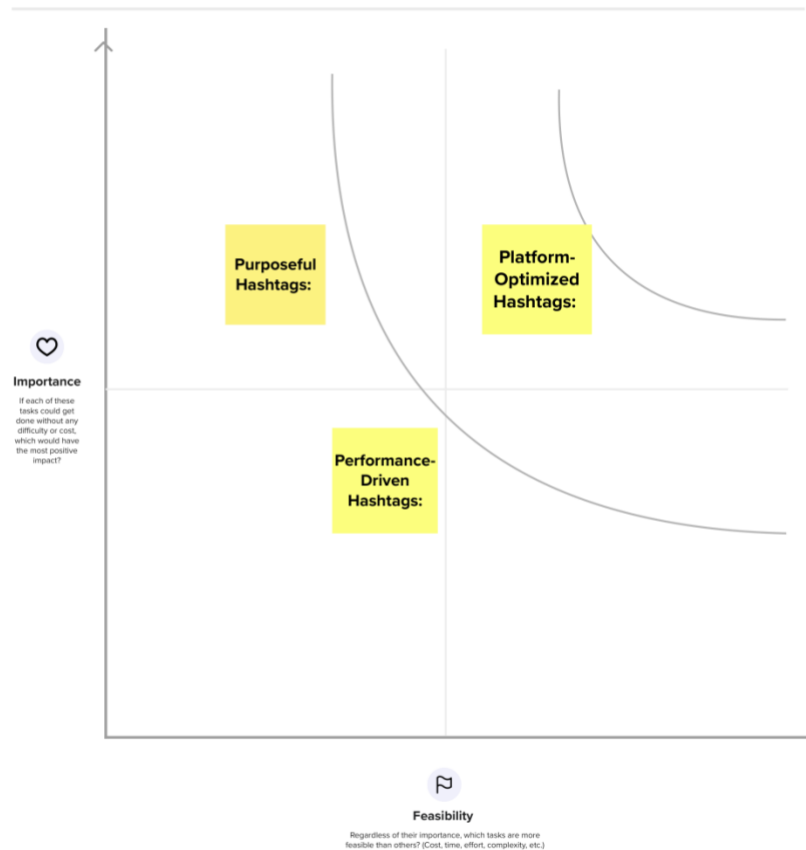 Purposeful
Hashtags:
Platform-
Optimized
Hashtags:
Importance
If each of these
tasks could get
done without any
difficulty or cost,
which would have
the most positive
impact?
Performance-
Driven
Hashtags:
Feasibility
Regardless of their importance, which tasks are more
feasible than others? (Cost, time, effort, complexity, etc.)